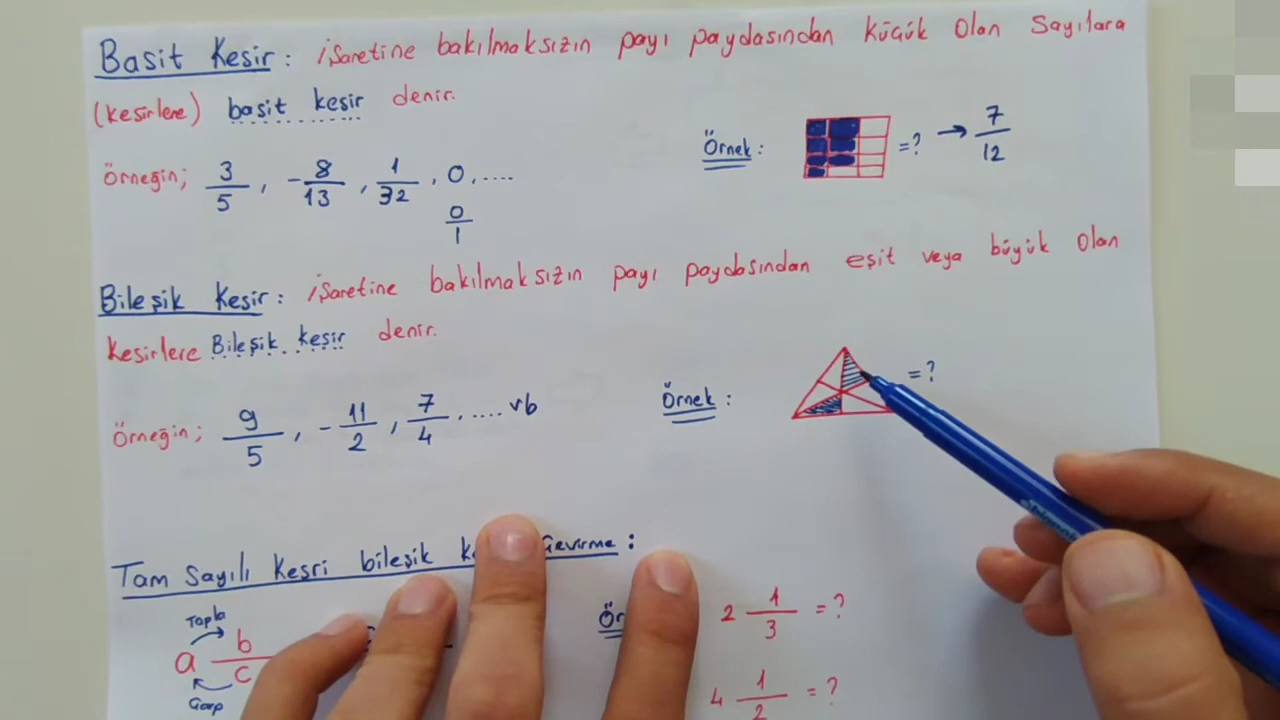 Basit Kesir : işaretine bakılmaksızın payı paydasından küçük olan sayılara
(kesirlere) basit kesir denir.
Örneğin; 3/5, -8/13, 1/32, 0, ....
0/1
Örnek: =? → 7/12
Bileşik Kesir : işaretine bakılmaksızın payı paydasından eşit veya büyük olan
kesirlere Bileşik kesir denir.
Örneğin; 9/5, -11/2, 7/4, .... vb
Örnek : =?
Tam Sayılı Kesri bileşik Çevirme :
Topla
a b/c
Çarp
2 1/3 =?
4 1/2 =?